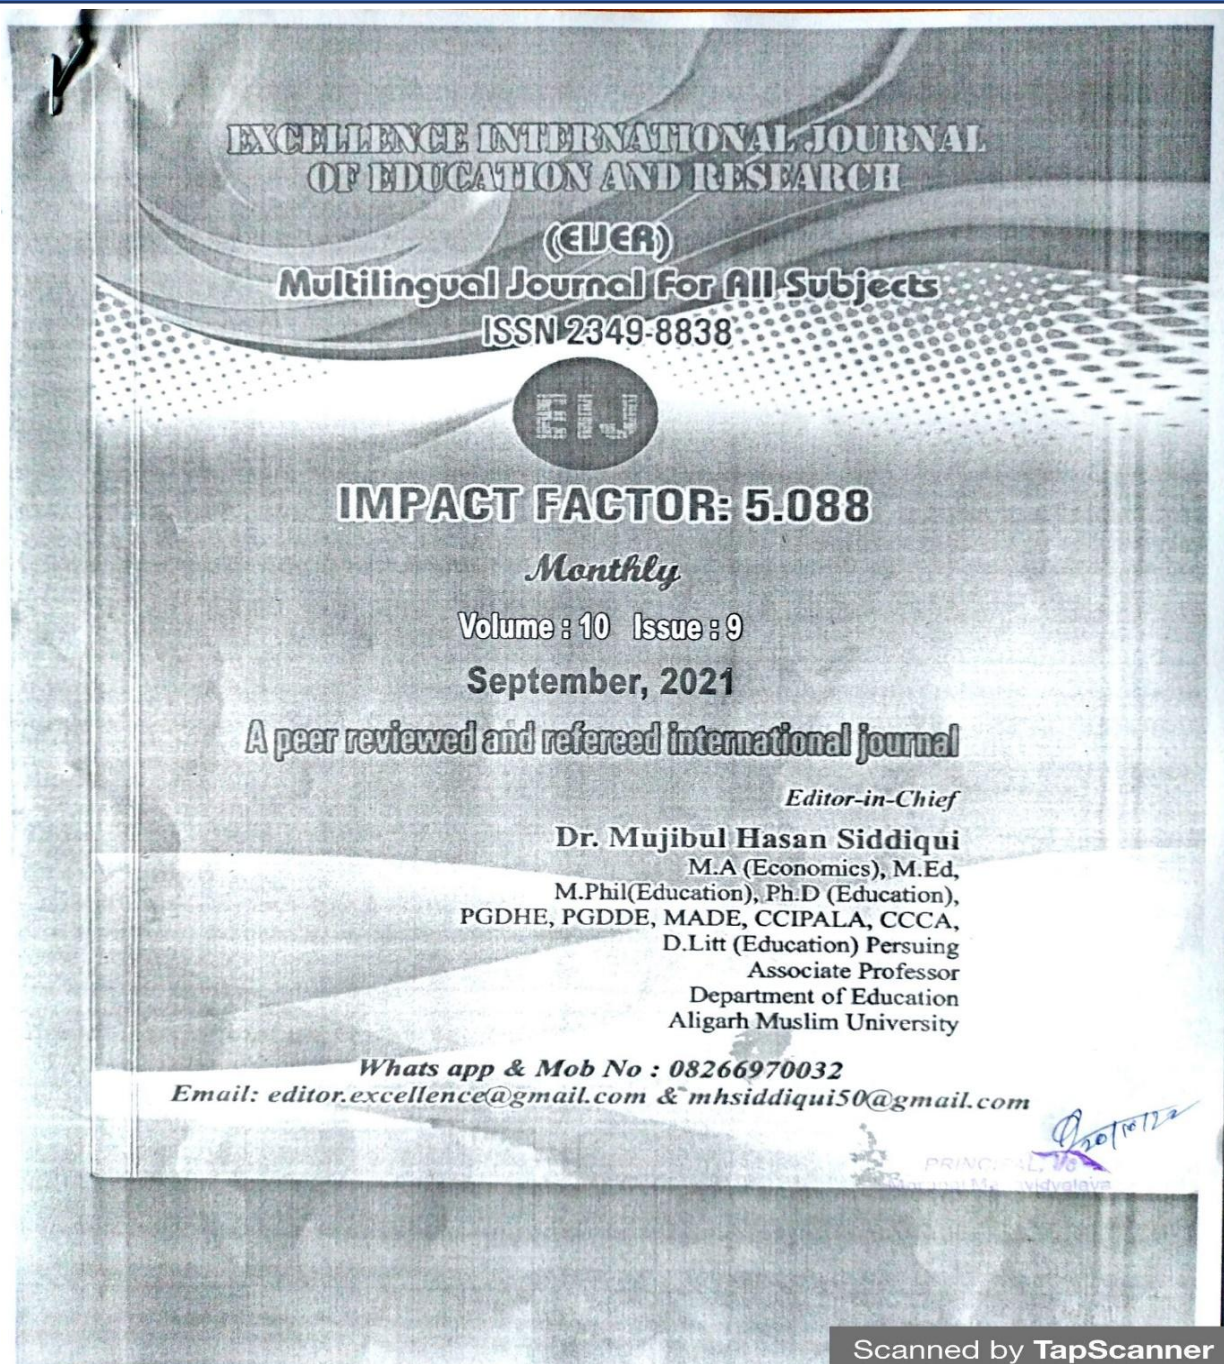 EXCELLENCE INTERNATIONAL JOURNAL
OF EDUCATION AND RESEARCH
(EIJER)
Multilingual Journal For All Subjects
ISSN 2349-8838
IMPACT FACTOR: 5.088
Monthly
Volume : 10 Issue : 9
September, 2021
A peer reviewed and refereed international journal
Editor-in-Chief
Dr. Mujibul Hasan Siddiqui
M.A (Economics), M.Ed,
M.Phil(Education), Ph.D (Education),
PGDHE, PGDDE, MADE, CCIPALA, CCCA,
D.Litt (Education) Persuing
Associate Professor
Department of Education
Aligarh Muslim University
Whats app & Mob No : 08266970032
Email: editor.excellence@gmail.com & mhsiddiqui50@gmail.com
20/10/22
PRINCIPAL,
Scanned by TapScanner